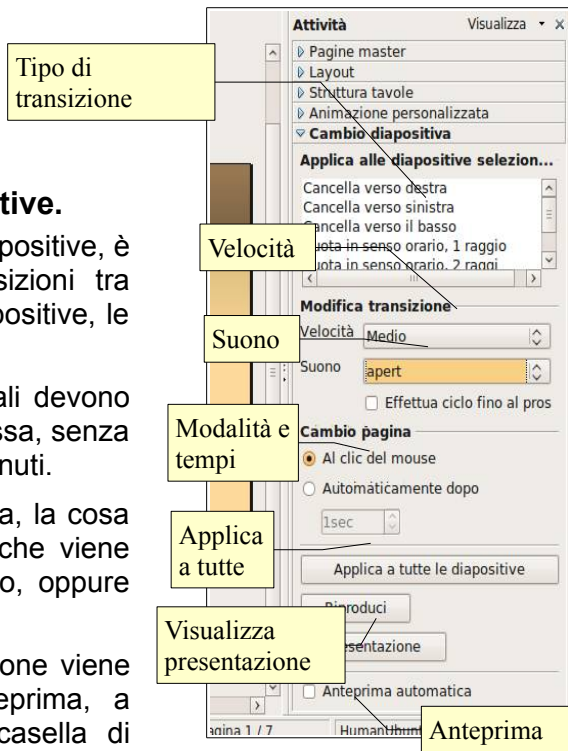 Attività
Visualizza
Pagine master
Layout
Struttura tavole
Animazione personalizzata
Cambio diapositiva
Applica alle diapositive selezion...
Cancella verso destra
Cancella verso sinistra
Cancella verso il basso
in senso orario, 1 raggio
in senso orario, 2 raggi
Modifica transizione
Velocità Medio
Suono apert
Effettua ciclo fino al pros
Cambio pagina
Al clic del mouse
Automaticamente dopo
1sec
Applica a tutte le diapositive
Anteprima automatica
1 / 7
Tipo di
transizione
Velocità
Suono
Modalità e
tempi
Applica
a tutte
Visualizza
presentazione
Anteprima
tive.
positive, è
sizioni tra
positive, le
ali devono
ssa, senza
nuti.
a, la cosa
che viene
o, oppure
one viene
eprima, a
casella di